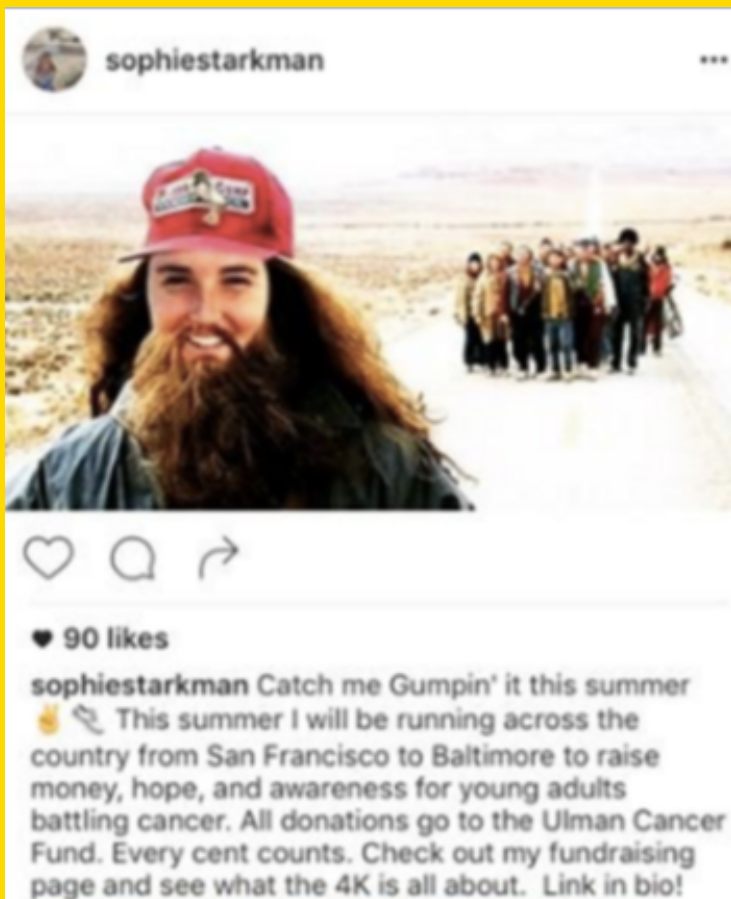 sophiestarkman
90 likes
sophiestarkman Catch me Gumpin' it this summer
✌️ 👟 This summer I will be running across the
country from San Francisco to Baltimore to raise
money, hope, and awareness for young adults
battling cancer. All donations go to the Ulman Cancer
Fund. Every cent counts. Check out my fundraising
page and see what the 4K is all about. Link in bio!